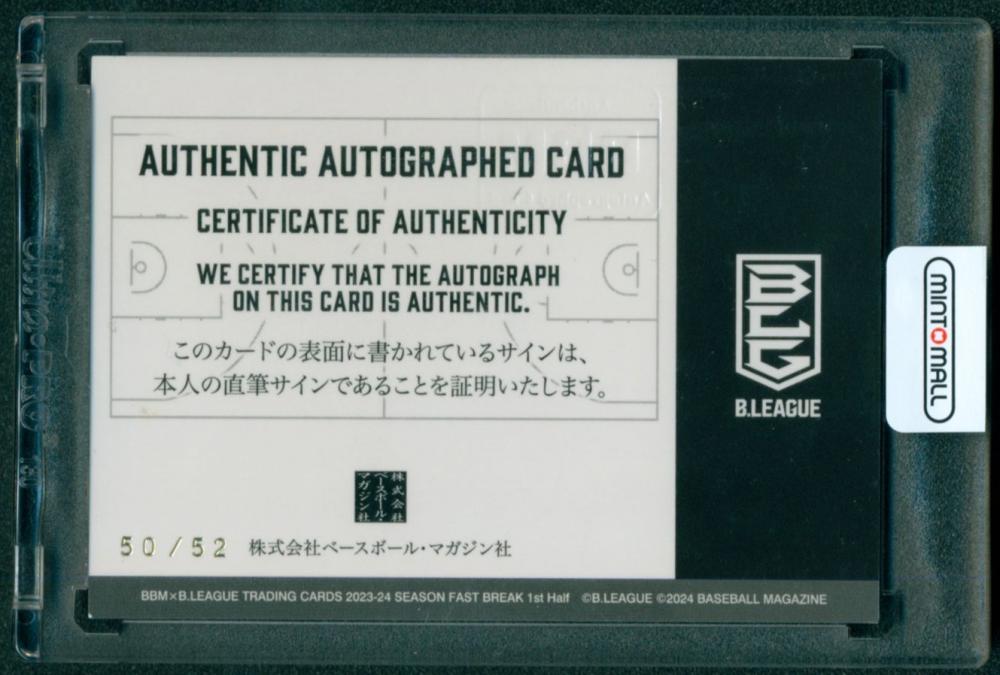 AUTHENTIC AUTOGRAPHED CARD
CERTIFICATE OF AUTHENTICITY
WE CERTIFY THAT THE AUTOGRAPH
ON THIS CARD IS AUTHENTIC.
このカードの表面に書かれているサインは、
本人の直筆サインであることを証明いたします。
株式会社
ベースボール・
マガジン社
50/52 株式会社ベースボール・マガジン社
BBM×B.LEAGUE TRADING CARDS 2023-24 SEASON FAST BREAK 1st Half ©B.LEAGUE ©2024 BASEBALL MAGAZINE
B.LEAGUE
MINT MALL